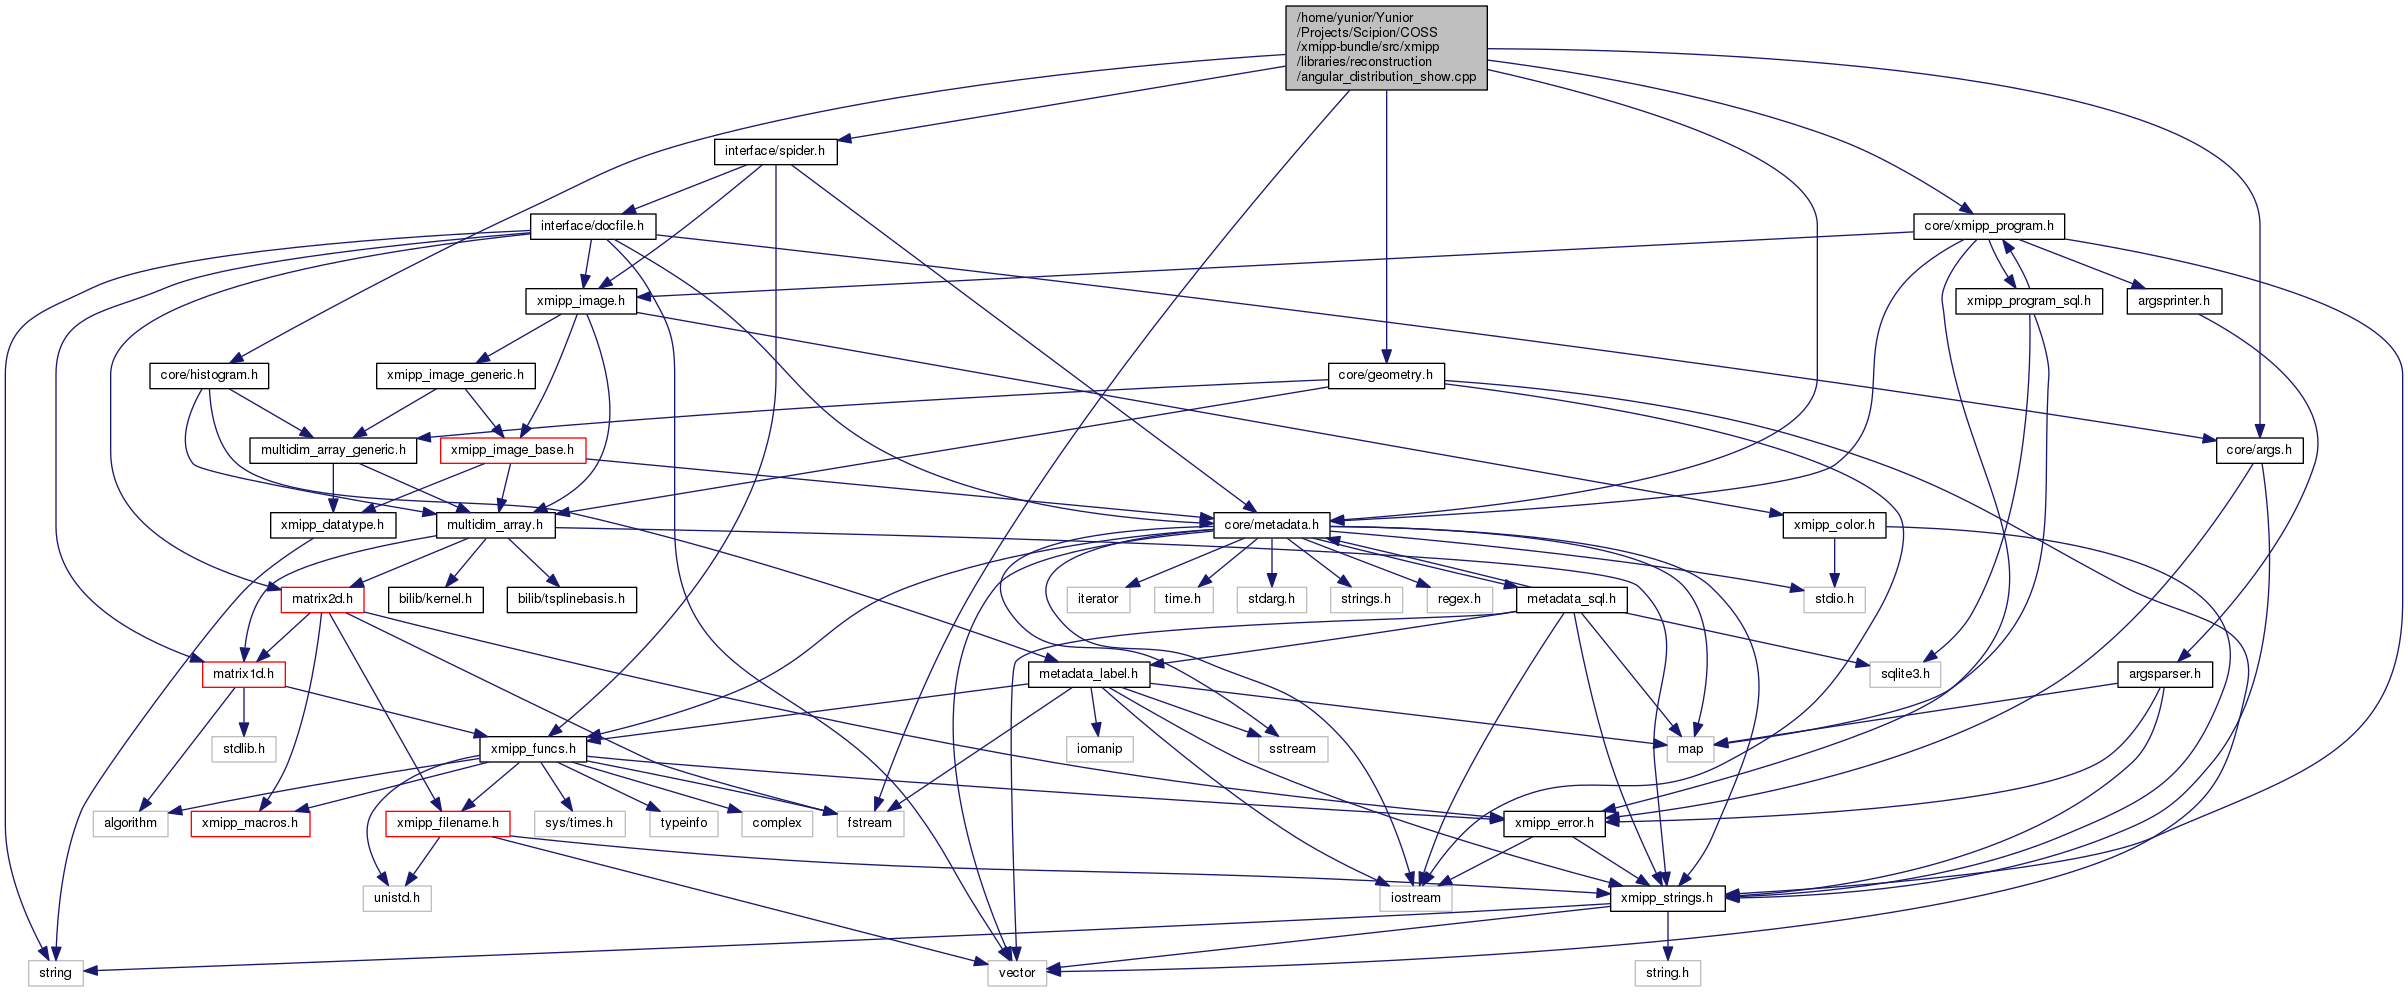 /home/yunior/Yunior
/Projects/Scipion/COSS
/xmipp-bundle/src/xmipp
/libraries/reconstruction
/angular_distribution_show.cpp
interface/spider.h
interface/docfile.h
core/xmipp_program.h
xmipp_image.h
xmipp_program_sql.h
argsprinter.h
core/histogram.h
xmipp_image_generic.h
core/geometry.h
multidim_array_generic.h
xmipp_image_base.h
core/args.h
xmipp_datatype.h
multidim_array.h
core/metadata.h
xmipp_color.h
matrix2d.h
bilib/kernel.h
bilib/tsplinebasis.h
iterator
time.h
stdarg.h
strings.h
regex.h
metadata_sql.h
stdio.h
matrix1d.h
metadata_label.h
sqlite3.h
argsparser.h
stdlib.h
xmipp_funcs.h
iomanip
sstream
map
algorithm
xmipp_macros.h
xmipp_filename.h
sys/times.h
typeinfo
complex
fstream
xmipp_error.h
unistd.h
iostream
xmipp_strings.h
string
vector
string.h